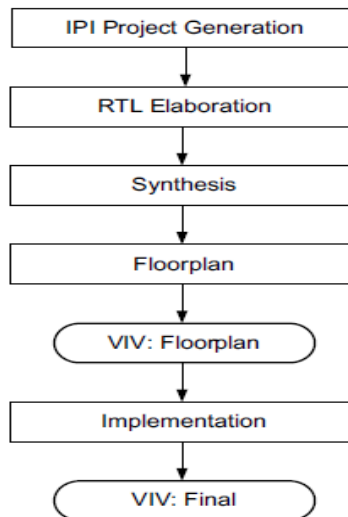 IPI Project Generation
RTL Elaboration
Synthesis
Floorplan
VIV: Floorplan
Implementation
VIV: Final